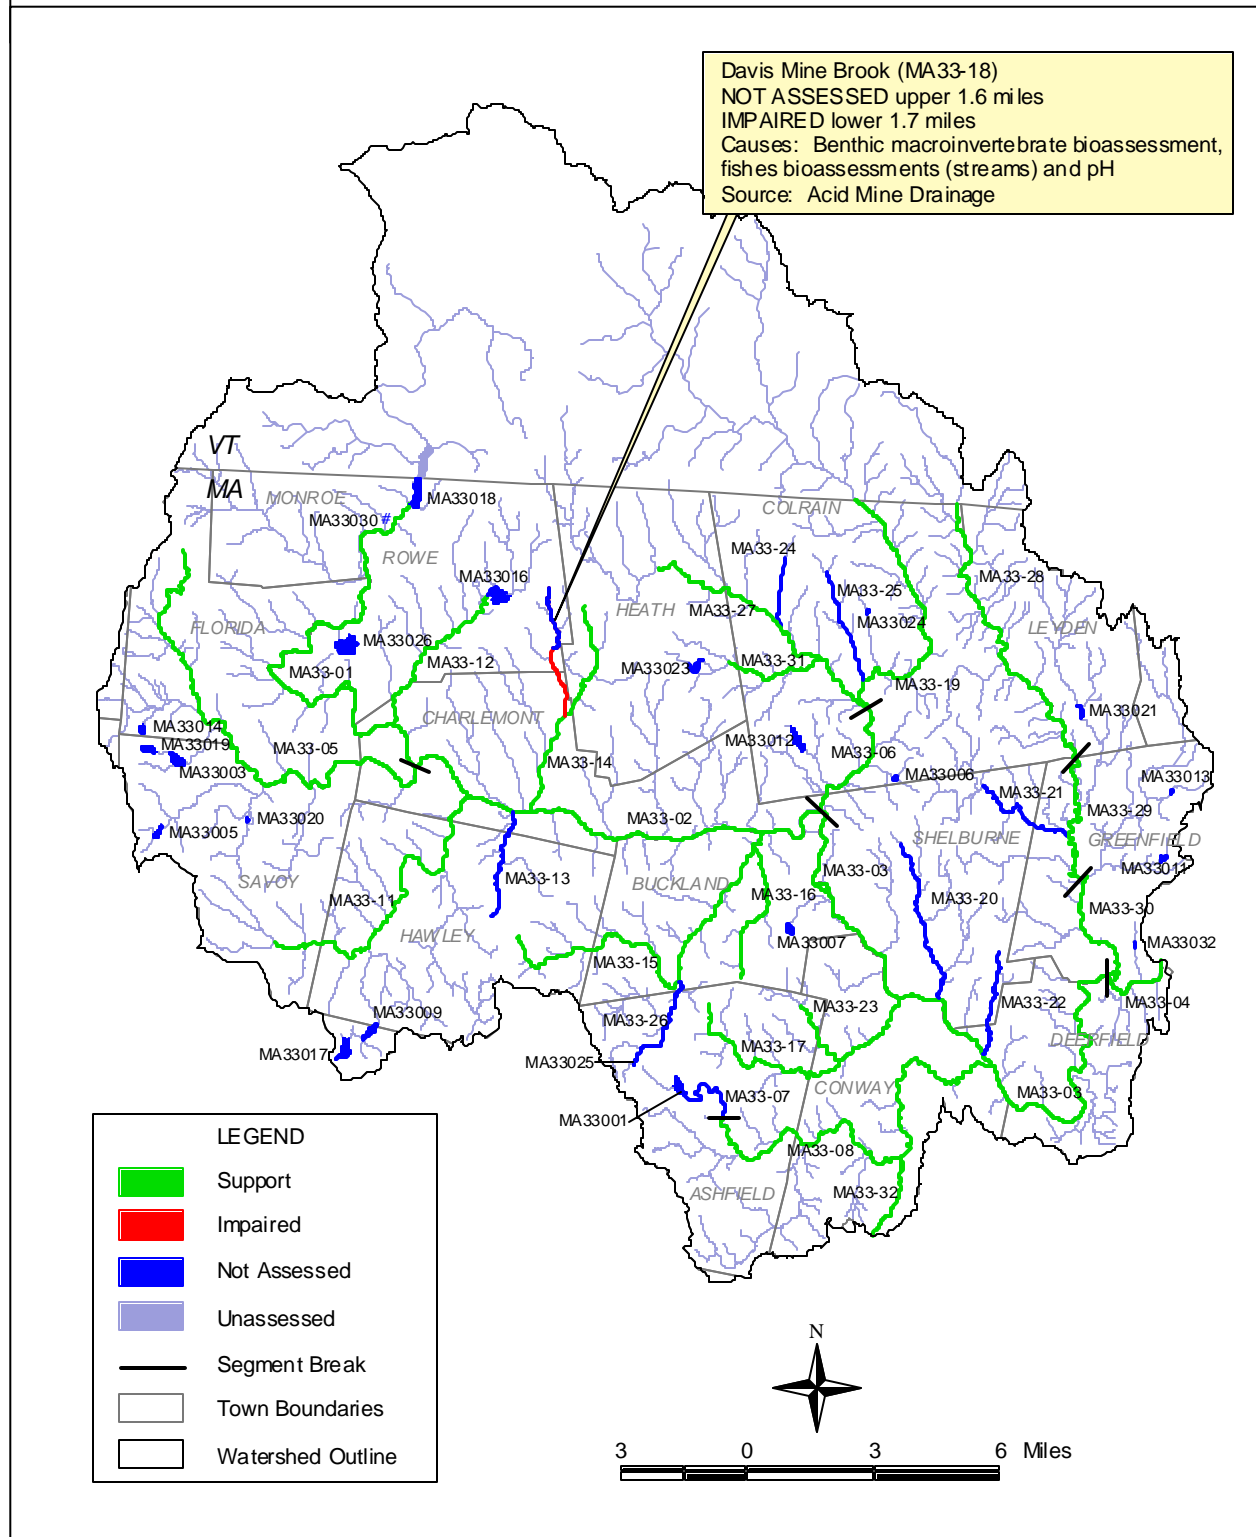 Davis Mine Brook (MA33-18)
NOT ASSESSED upper 1.6 miles
IMPAIRED lower 1.7 miles
Causes: Benthic macroinvertebrate bioassessment,
fishes bioassessments (streams) and pH
Source: Acid Mine Drainage
VT
MA
MONROE
MA33018
MA33030 #
COLRAIN
ROWE
MA33-24
MA33016
MA33-25
MA33-28
HEATH
MA33-27
MA33024
FLORIDA
LEYDEN
MA33026
MA33-12
MA33-31
MA33023
MA33-01
MA33-19
CHARLEMONT
MA33021
MA33014
MA33019
MA33-05
MA33012
MA33-06
MA33-14
MA33003
MA33006
MA33013
MA33-21
MA33-29
MA33020
MA33-02
MA33005
SHELBURNE
GREENFIELD
MA33-03
MA33011
SAVOY
MA33-13
BUCKLAND
MA33-16
MA33-20
MA33-11
MA33-30
HAWLEY
MA33007
MA33032
MA33-15
MA33-22
MA33-04
MA33009
MA33-26
MA33-23
MA33017
MA33025
MA33-17
DEERFIELD
CONWAY
MA33-07
MA33-03
MA33001
MA33-08
ASHFIELD
MA33-32
LEGEND
Support
Impaired
Not Assessed
Unassessed
Segment Break
Town Boundaries
Watershed Outline
N
3 0 3 6 Miles